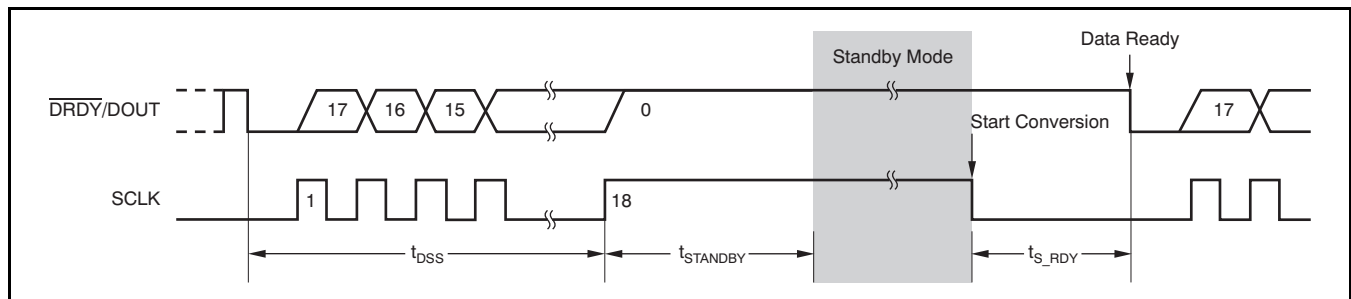 Data Ready
Standby Mode
DRDY/DOUT 17 16 15 0 17
Start Conversion
SCLK 1 18
tDSS tSTANDBY tS_RDY